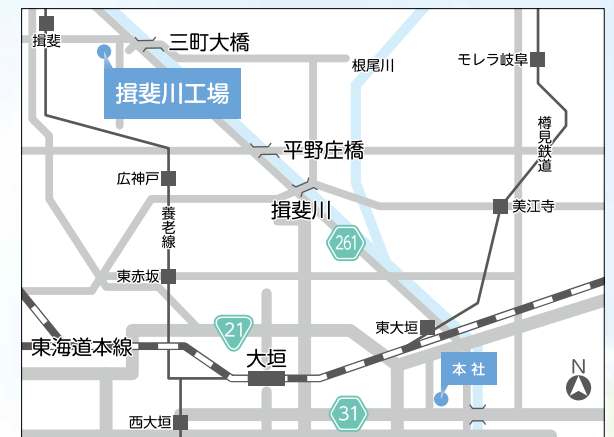 揖斐
三町大橋
根尾川
モレラ岐阜
揖斐川工場
樽見鉄道
平野庄橋
広神戸
揖斐川
美江寺
養老線
261
東赤坂
21
東大垣
東海道本線
大垣
本社
N
31
西大垣